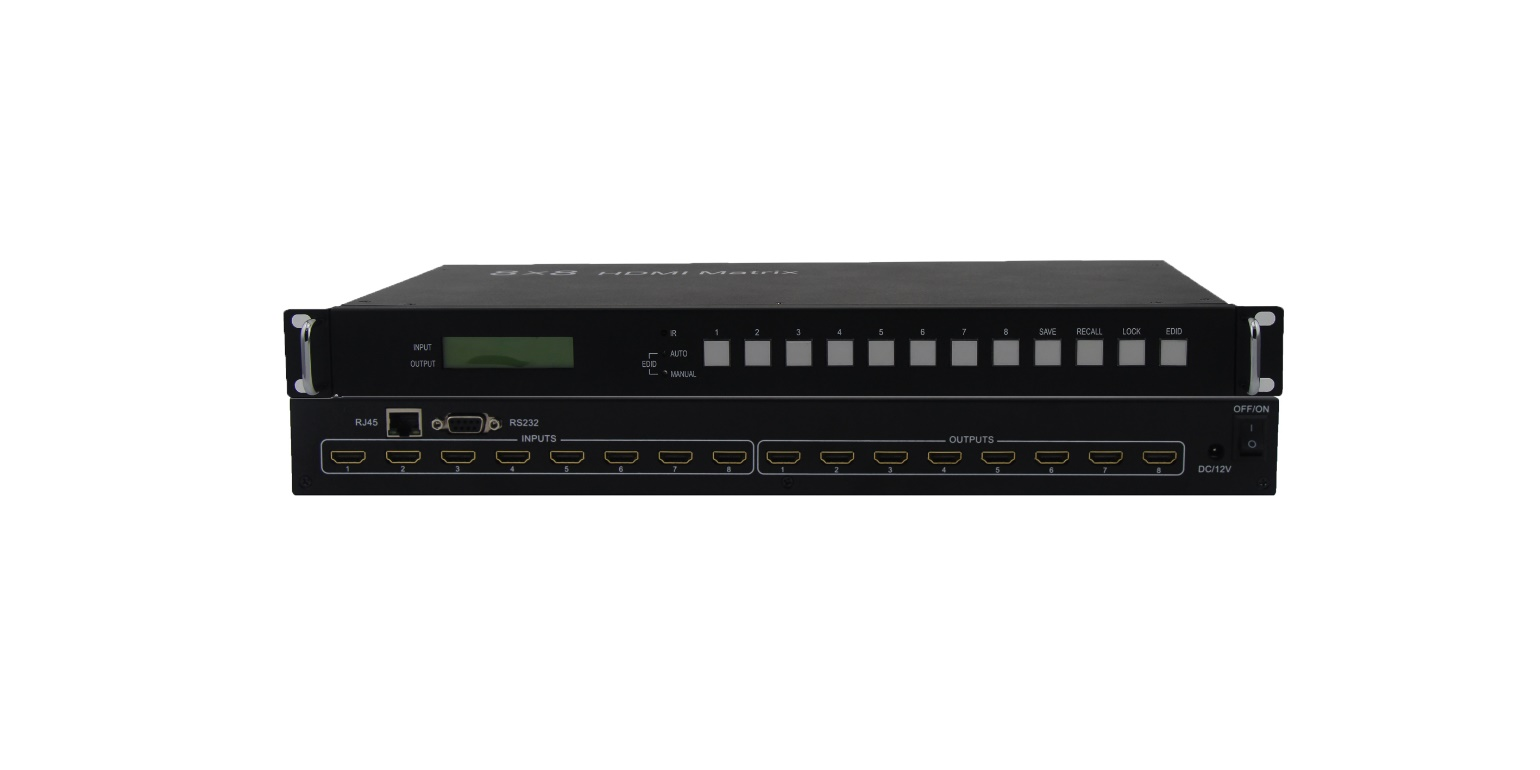 8X8 HDMI Matrix
IR 1 2 3 4 5 6 7 8 SAVE RECALL LOCK EDID
INPUT
OUTPUT
EDID
AUTO
MANUAL
RJ45
RS232
INPUTS
1 2 3 4 5 6 7 8
OUTPUTS
1 2 3 4 5 6 7 8
OFF/ON
I
O
DC/12V